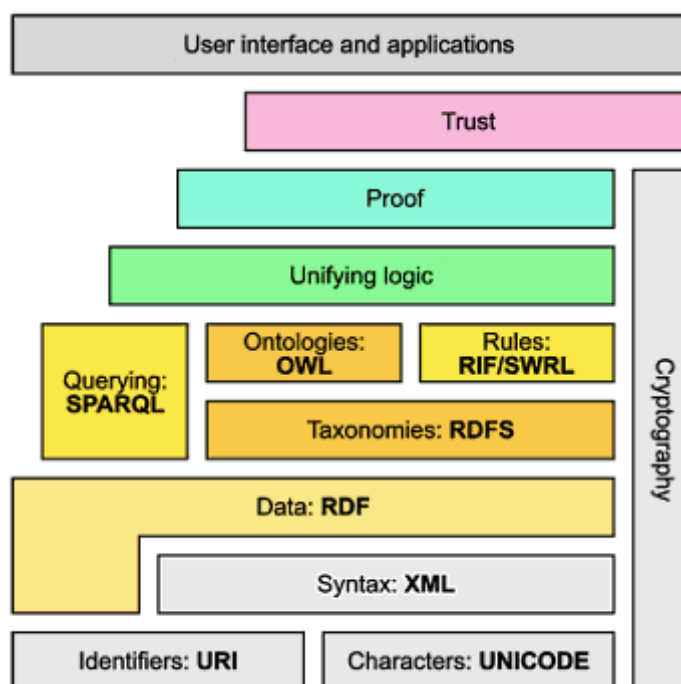 User interface and applications
Trust
Proof
Unifying logic
Querying:
SPARQL
Ontologies:
OWL
Rules:
RIF/SWRL
Taxonomies: RDFS
Cryptography
Data: RDF
Syntax: XML
Identifiers: URI
Characters: UNICODE